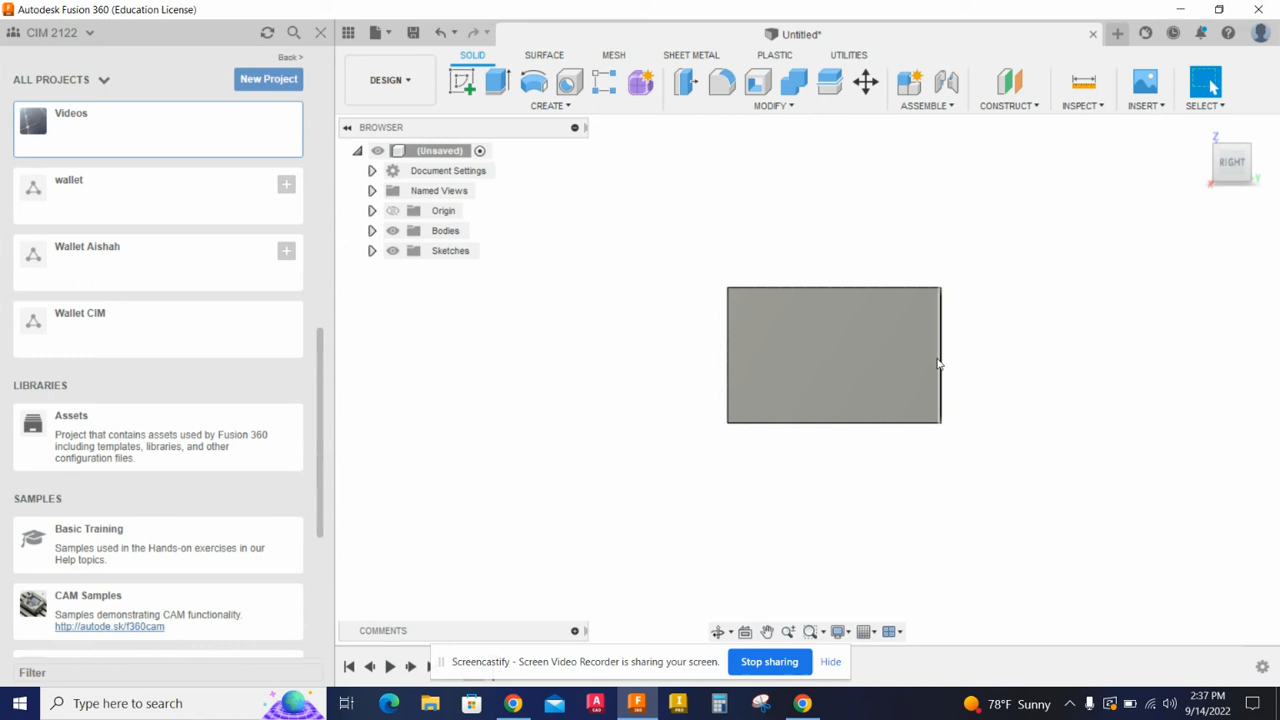 Autodesk Fusion 360 (Education License)
CIM 2122
Untitled*
Back >
ALL PROJECTS
New Project
SOLID SURFACE MESH SHEET METAL PLASTIC UTILITIES
DESIGN
CREATE MODIFY ASSEMBLE CONSTRUCT INSPECT INSERT SELECT
Videos
BROWSER
(Unsaved)
Document Settings
Named Views
Origin
Bodies
Sketches
Z
RIGHT
X
Y
wallet
Wallet Aishah
Wallet CIM
LIBRARIES
Assets
Project that contains assets used by Fusion 360
including templates, libraries, and other
configuration files.
SAMPLES
Basic Training
Samples used in the Hands-on exercises in our
Help topics.
CAM Samples
Samples demonstrating CAM functionality.
http://autode.sk/f360cam
Filter
COMMENTS
Screencastify - Screen Video Recorder is sharing your screen. Stop sharing Hide
Type here to search
78°F Sunny
2:37 PM
9/14/2022